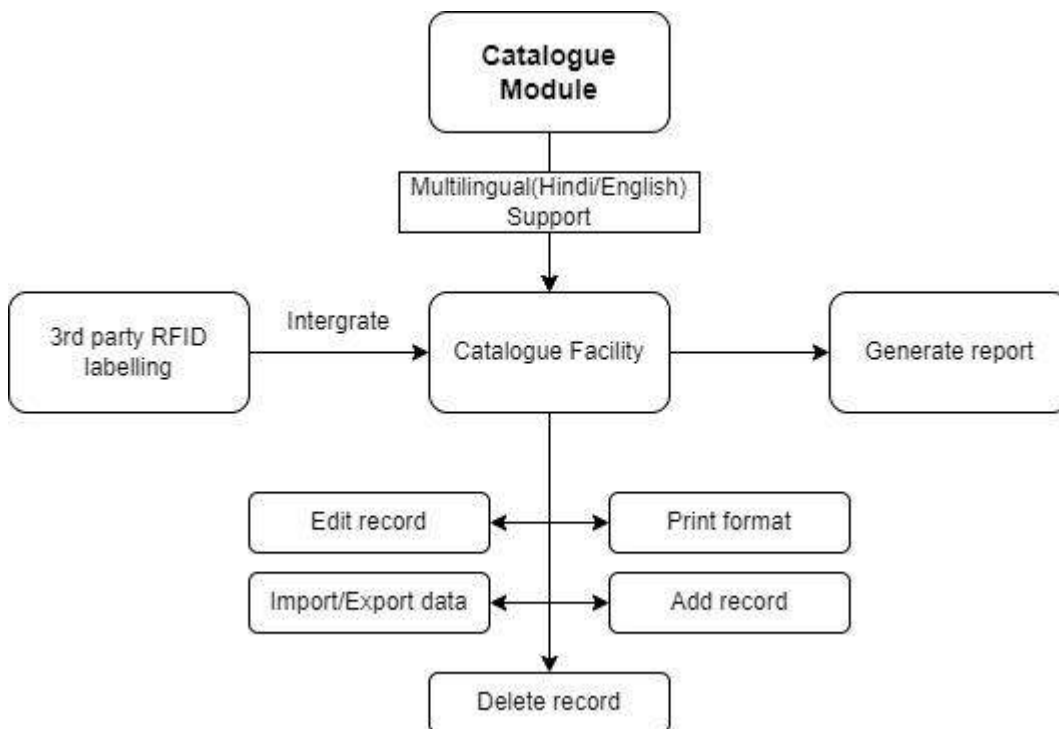 Catalogue
Module
Multilingual(Hindi/English)
Support
3rd party RFID
labelling
Intergrate
Catalogue Facility
Generate report
Edit record
Print format
Import/Export data
Add record
Delete record